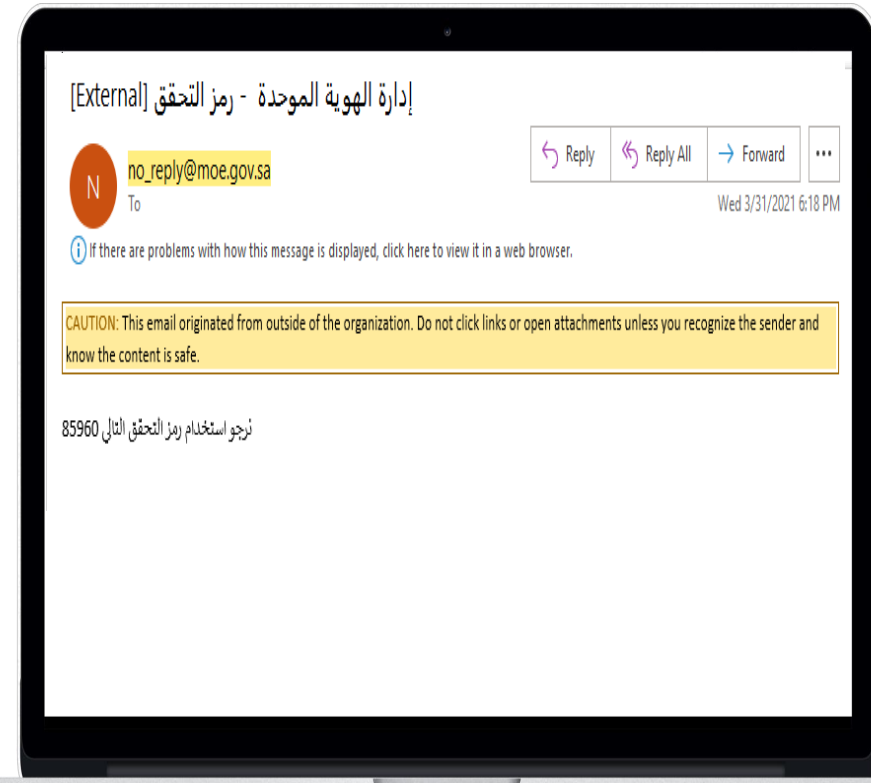 إدارة الهوية الموحدة - رمز التحقق [External]
N
no_reply@moe.gov.sa
To
Reply
Reply All
Forward
Wed 3/31/2021 6:18 PM
If there are problems with how this message is displayed, click here to view it in a web browser.
CAUTION: This email originated from outside of the organization. Do not click links or open attachments unless you recognize the sender and
know the content is safe.
نرجو استخدام رمز التحقق التالي 85960